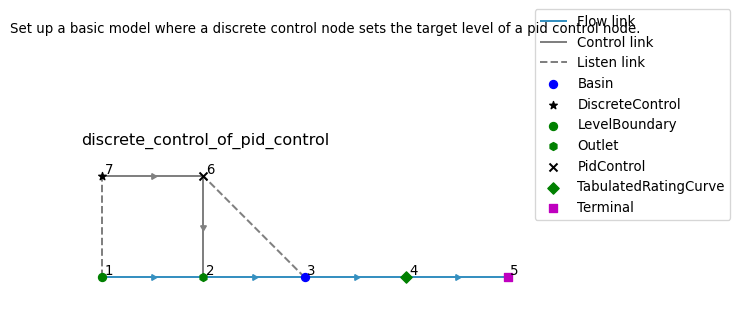 Set up a basic model where a discrete control node sets the target level of a pid control node.
Flow link
Control link
Listen link
Basin
DiscreteControl
LevelBoundary
Outlet
PidControl
TabulatedRatingCurve
Terminal
discrete_control_of_pid_control
7
6
1
2
3
4
5